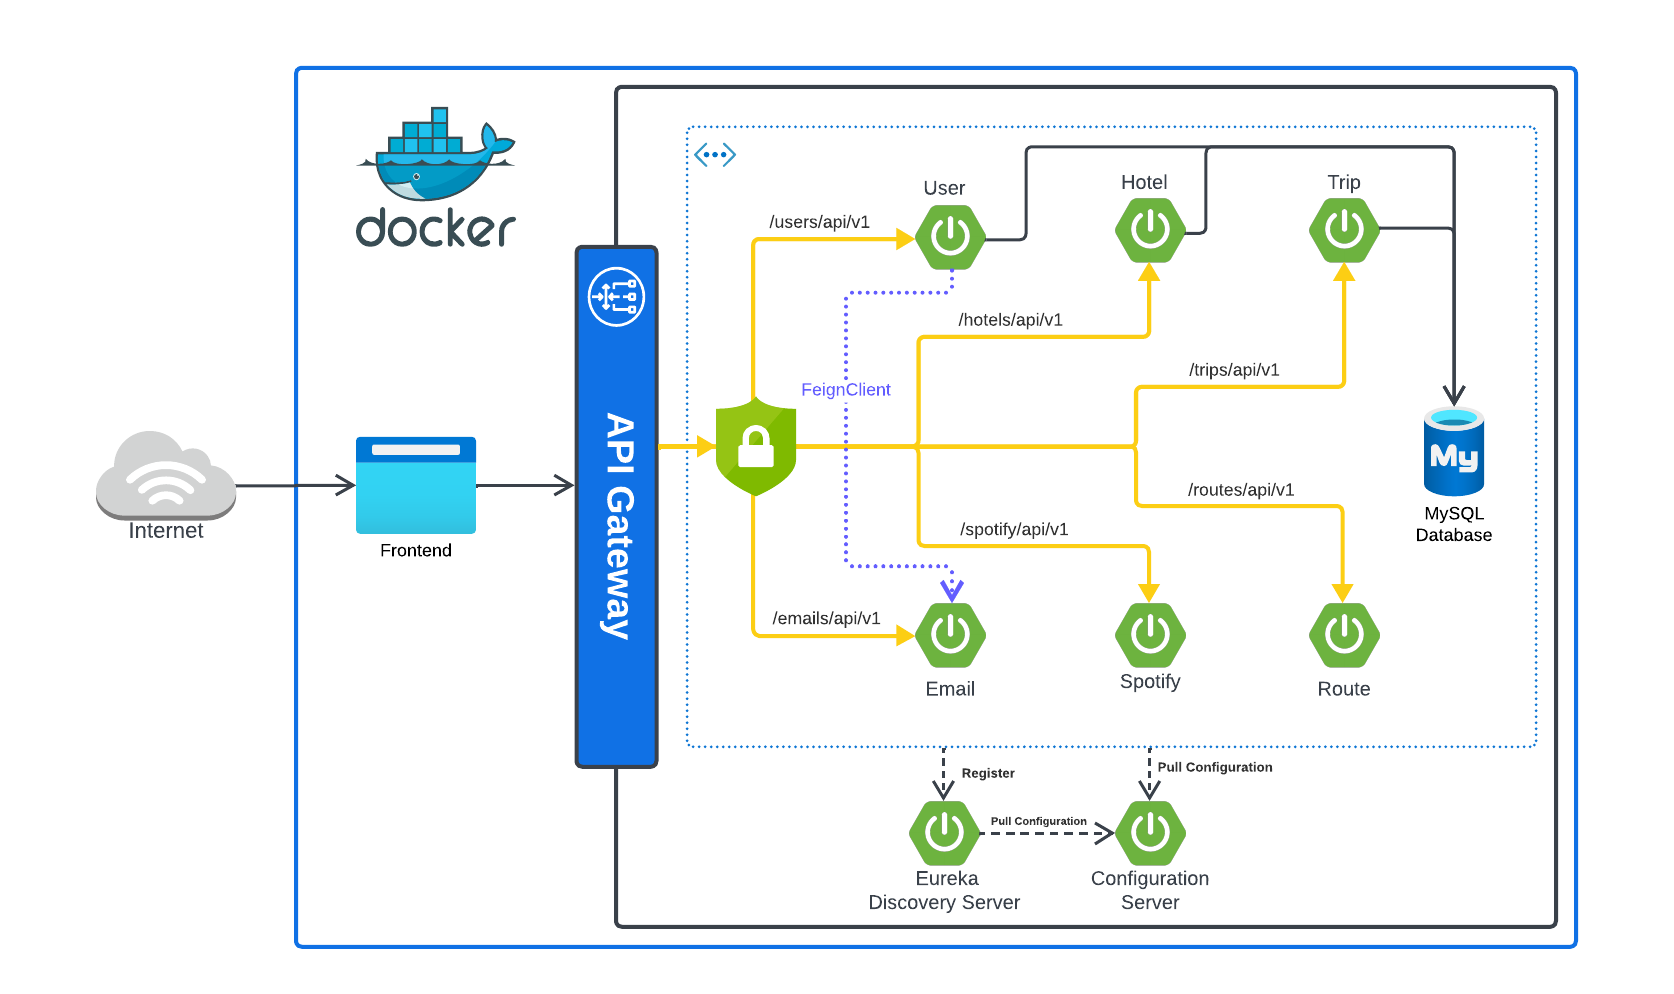 docker
User
Hotel
Trip
/users/api/v1
/hotels/api/v1
/trips/api/v1
FeignClient
API Gateway
Internet
Frontend
My
MySQL
Database
/routes/api/v1
/spotify/api/v1
/emails/api/v1
Email
Spotify
Route
Register
Pull Configuration
Pull Configuration
Eureka
Discovery Server
Configuration
Server